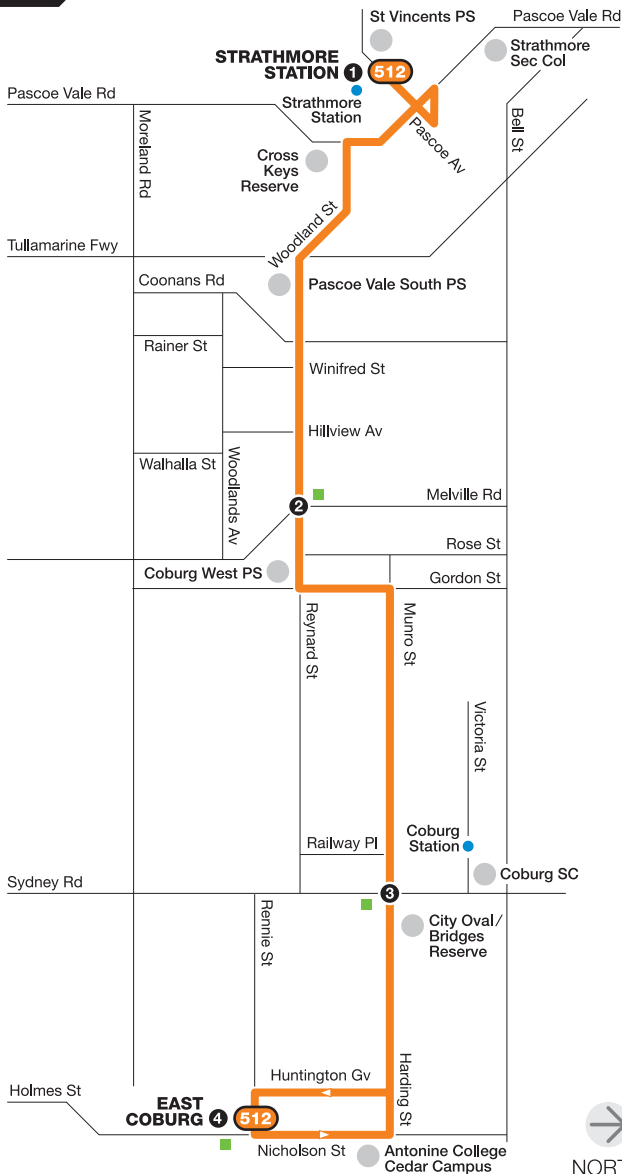 St Vincents PS
Pascoe Vale Rd
STRATHMORE
STATION 1 512
Strathmore
Sec Col
Strathmore
Station
Pascoe Vale Rd
Moreland Rd
Pascoe Av
Bell St
Cross
Keys
Reserve
Woodland St
Tullamarine Fwy
Coonans Rd
Pascoe Vale South PS
Rainer St
Winifred St
Hillview Av
Walhalla St
Woodlands Av
2
Melville Rd
Rose St
Coburg West PS
Gordon St
Reynard St
Munro St
Victoria St
Railway Pl
Coburg
Station
Coburg SC
Sydney Rd
3
Rennie St
City Oval/
Bridges
Reserve
Huntington Gv
Harding St
Holmes St
EAST
COBURG 4 512
Nicholson St
Antonine College
Cedar Campus